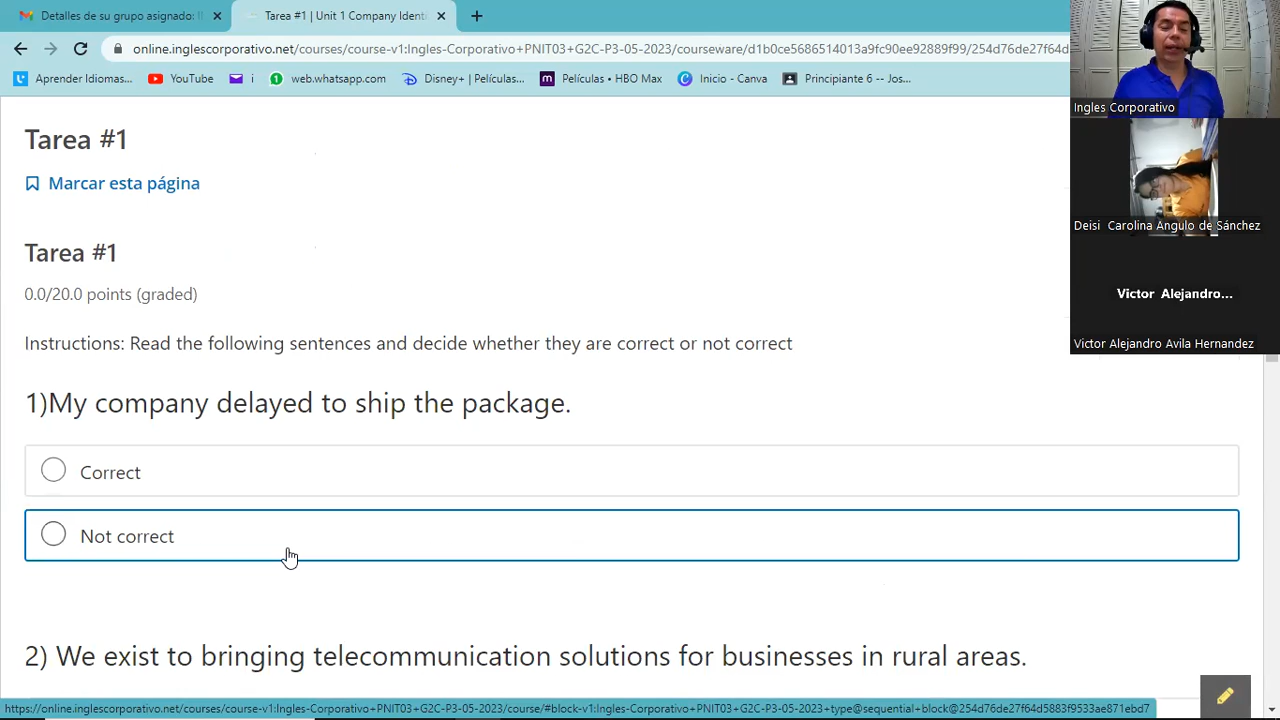 Detalles de su grupo asignado: I
Tarea #1 | Unit 1 Company Identi
online.inglescorporativo.net/courses/course-v1:Ingles-Corporativo+PNIT03+G2C-P3-05-2023/courseware/d1b0ce5836514013a9c90ee92869f99/254d76de27f64d
Aprender Idiomas...
YouTube
i
web.whatsapp.com
Disney+ | Películas...
Películas • HBO Max
Inicio - Canva
Principiante 6 -- Jos...
Ingles Corporativo
Deisi Carolina Angulo de Sánchez
Victor Alejandro...
Victor Alejandro Avila Hernandez
Tarea #1
Marcar esta página
Tarea #1
0.0/20.0 points (graded)
Instructions: Read the following sentences and decide whether they are correct or not correct
1)My company delayed to ship the package.
Correct
Not correct
2) We exist to bringing telecommunication solutions for businesses in rural areas.
https://online.inglescorporativo.net/courses/course-v1:Ingles-Corporativo+PNIT03+G2C-P3-05-2023/course/#block-v1:Ingles-Corporativo+PNIT03+G2C-P3-05-2023+type@sequential+block@254d76de27f64d5883f9533ae871ebd7